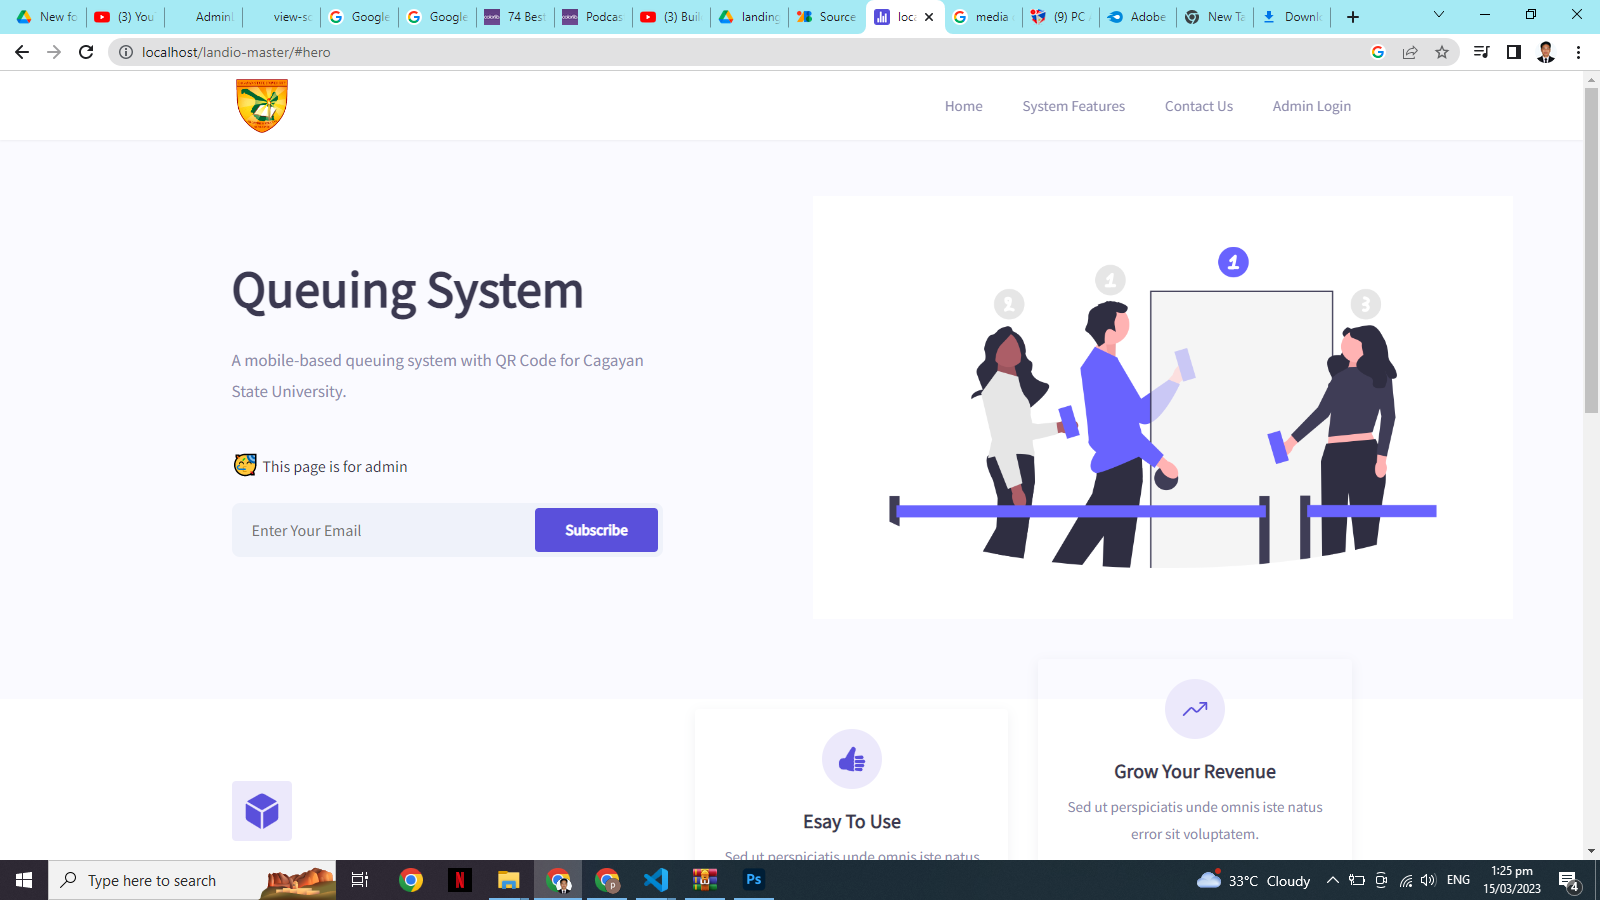 New fo
(3) You
Adminl
view-sc
Google
Google
74 Best
Podcas
(3) Buil
landing
Source
loca
media
(9) PC
Adobe
New Ta
Downlo
localhost/landio-master/#hero
Home
System Features
Contact Us
Admin Login
Queuing System
A mobile-based queuing system with QR Code for Cagayan
State University.
This page is for admin
Enter Your Email
Subscribe
2
1
1
3
Grow Your Revenue
Sed ut perspiciatis unde omnis iste natus
error sit voluptatem.
Esay To Use
Sed ut perspiciatis unde omnis iste natus
Type here to search
N
P
Ps
33°C Cloudy
ENG
1:25 pm
15/03/2023
4